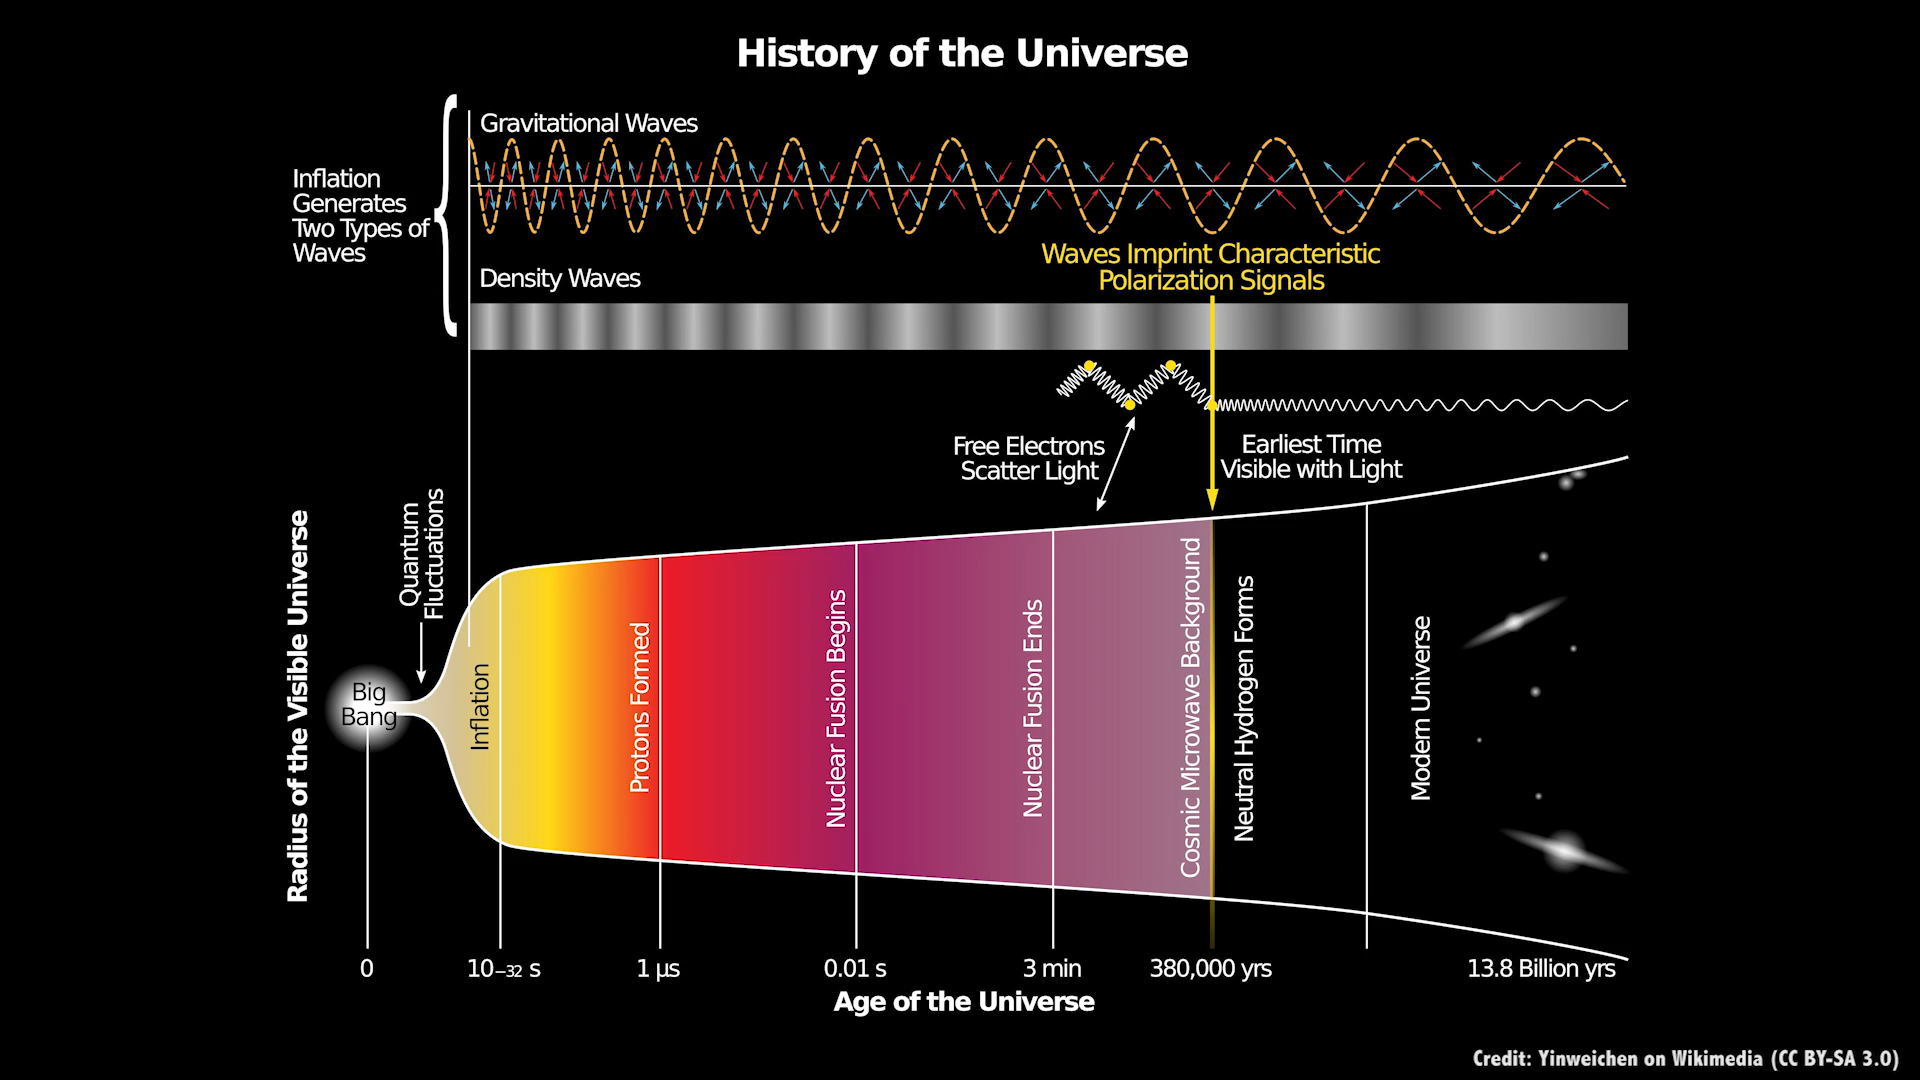 History of the Universe
Gravitational Waves
Inflation
Generates
Two Types of
Waves
Waves Imprint Characteristic
Polarization Signals
Density Waves
Free Electrons
Scatter Light
Earliest Time
Visible with Light
Quantum
Fluctuations
Radius of the Visible Universe
Big
Bang
Inflation
Protons Formed
Nuclear Fusion Begins
Nuclear Fusion Ends
Cosmic Microwave Background
Neutral Hydrogen Forms
Modern Universe
0
10⁻³² s
1 µs
0.01 s
3 min
380,000 yrs
13.8 Billion yrs
Age of the Universe
Credit: Yinweichen on Wikimedia (CC BY-SA 3.0)